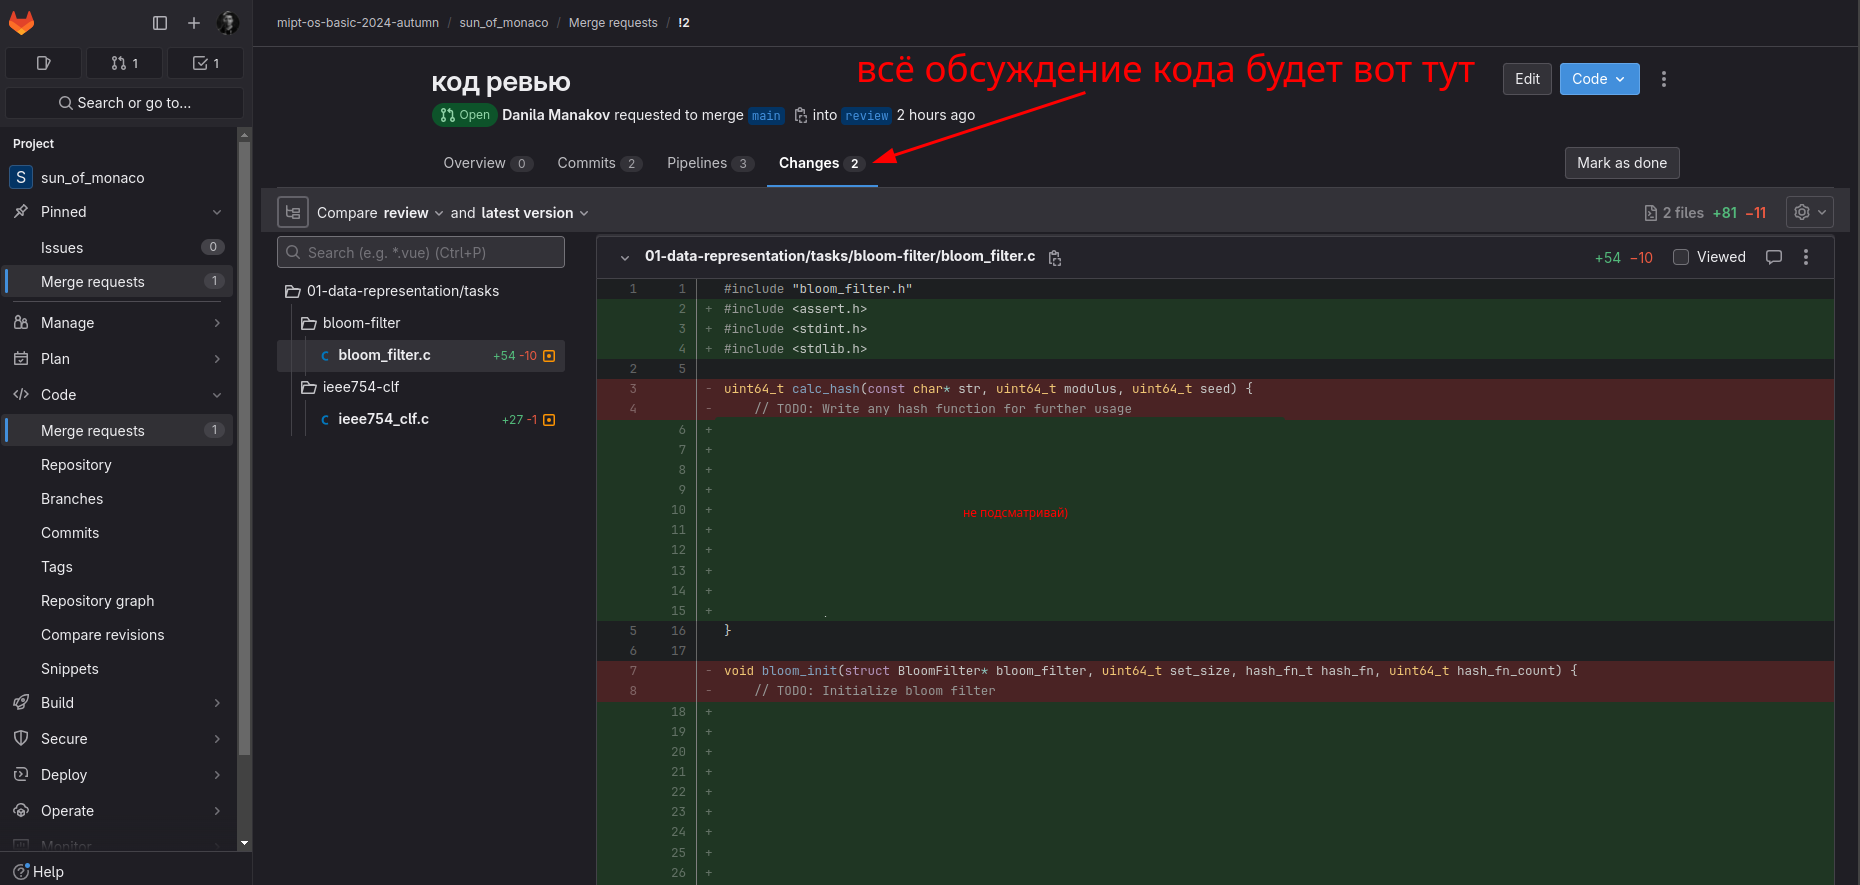 mipt-os-basic-2024-autumn / sun_of_monaco / Merge requests / !2
1 1
Search or go to...
Project
S sun_of_monaco
Pinned
Issues 0
Merge requests 1
Manage
Plan
Code
Merge requests 1
Repository
Branches
Commits
Tags
Repository graph
Compare revisions
Snippets
Build
Secure
Deploy
Operate
Monitor
Help
всё обсуждение кода будет вот тут
код ревью
Edit
Code
Open Danila Manakov requested to merge main into review 2 hours ago
Overview 0 Commits 2 Pipelines 3 Changes 2
Mark as done
Compare review and latest version
2 files +81 −11
Search (e.g. *.vue) (Ctrl+P)
01-data-representation/tasks
bloom-filter
C bloom_filter.c +54 -10
ieee754-clf
C ieee754_clf.c +27 -1
01-data-representation/tasks/bloom-filter/bloom_filter.c
+54 −10 Viewed
1 1 #include "bloom_filter.h"
2 + #include <assert.h>
3 + #include <stdint.h>
4 + #include <stdlib.h>
2 5
3 - uint64_t calc_hash(const char* str, uint64_t modulus, uint64_t seed) {
4 - // TODO: Write any hash function for further usage
6 +
7 +
8 +
9 +
10 +
не подсматривай)
11 +
12 +
13 +
14 +
15 +
5 16 }
6 17
7 - void bloom_init(struct BloomFilter* bloom_filter, uint64_t set_size, hash_fn_t hash_fn, uint64_t hash_fn_count) {
8 - // TODO: Initialize bloom filter
18 +
19 +
20 +
21 +
22 +
23 +
24 +
25 +
26 +